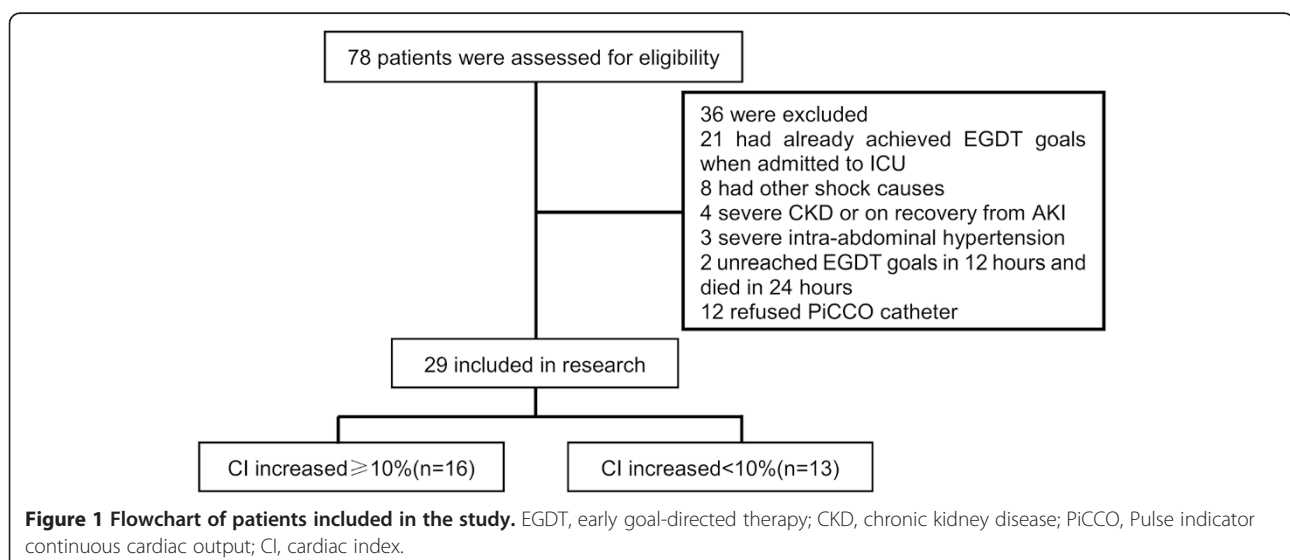 78 patients were assessed for eligibility
36 were excluded
21 had already achieved EGDT goals
when admitted to ICU
8 had other shock causes
4 severe CKD or on recovery from AKI
3 severe intra-abdominal hypertension
2 unreached EGDT goals in 12 hours and
died in 24 hours
12 refused PiCCO catheter
29 included in research
CI increased≥10%(n=16)
CI increased<10%(n=13)
Figure 1 Flowchart of patients included in the study. EGDT, early goal-directed therapy; CKD, chronic kidney disease; PiCCO, Pulse indicator
continuous cardiac output; CI, cardiac index.